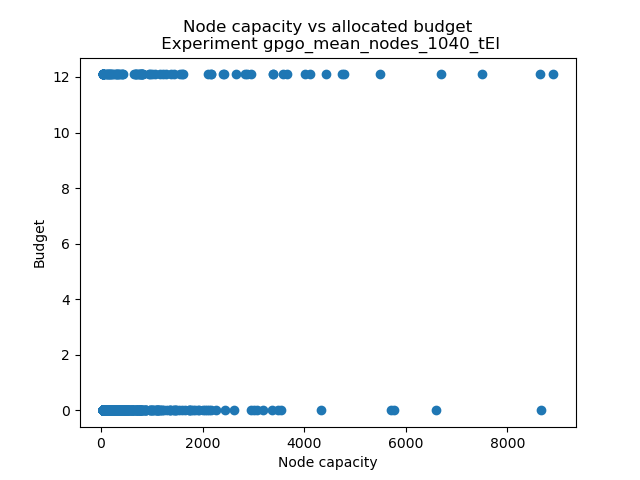 Node capacity vs allocated budget
Experiment gpgo_mean_nodes_1040_tEI
12
10
8
6
4
2
0
Budget
0 2000 4000 6000 8000
Node capacity